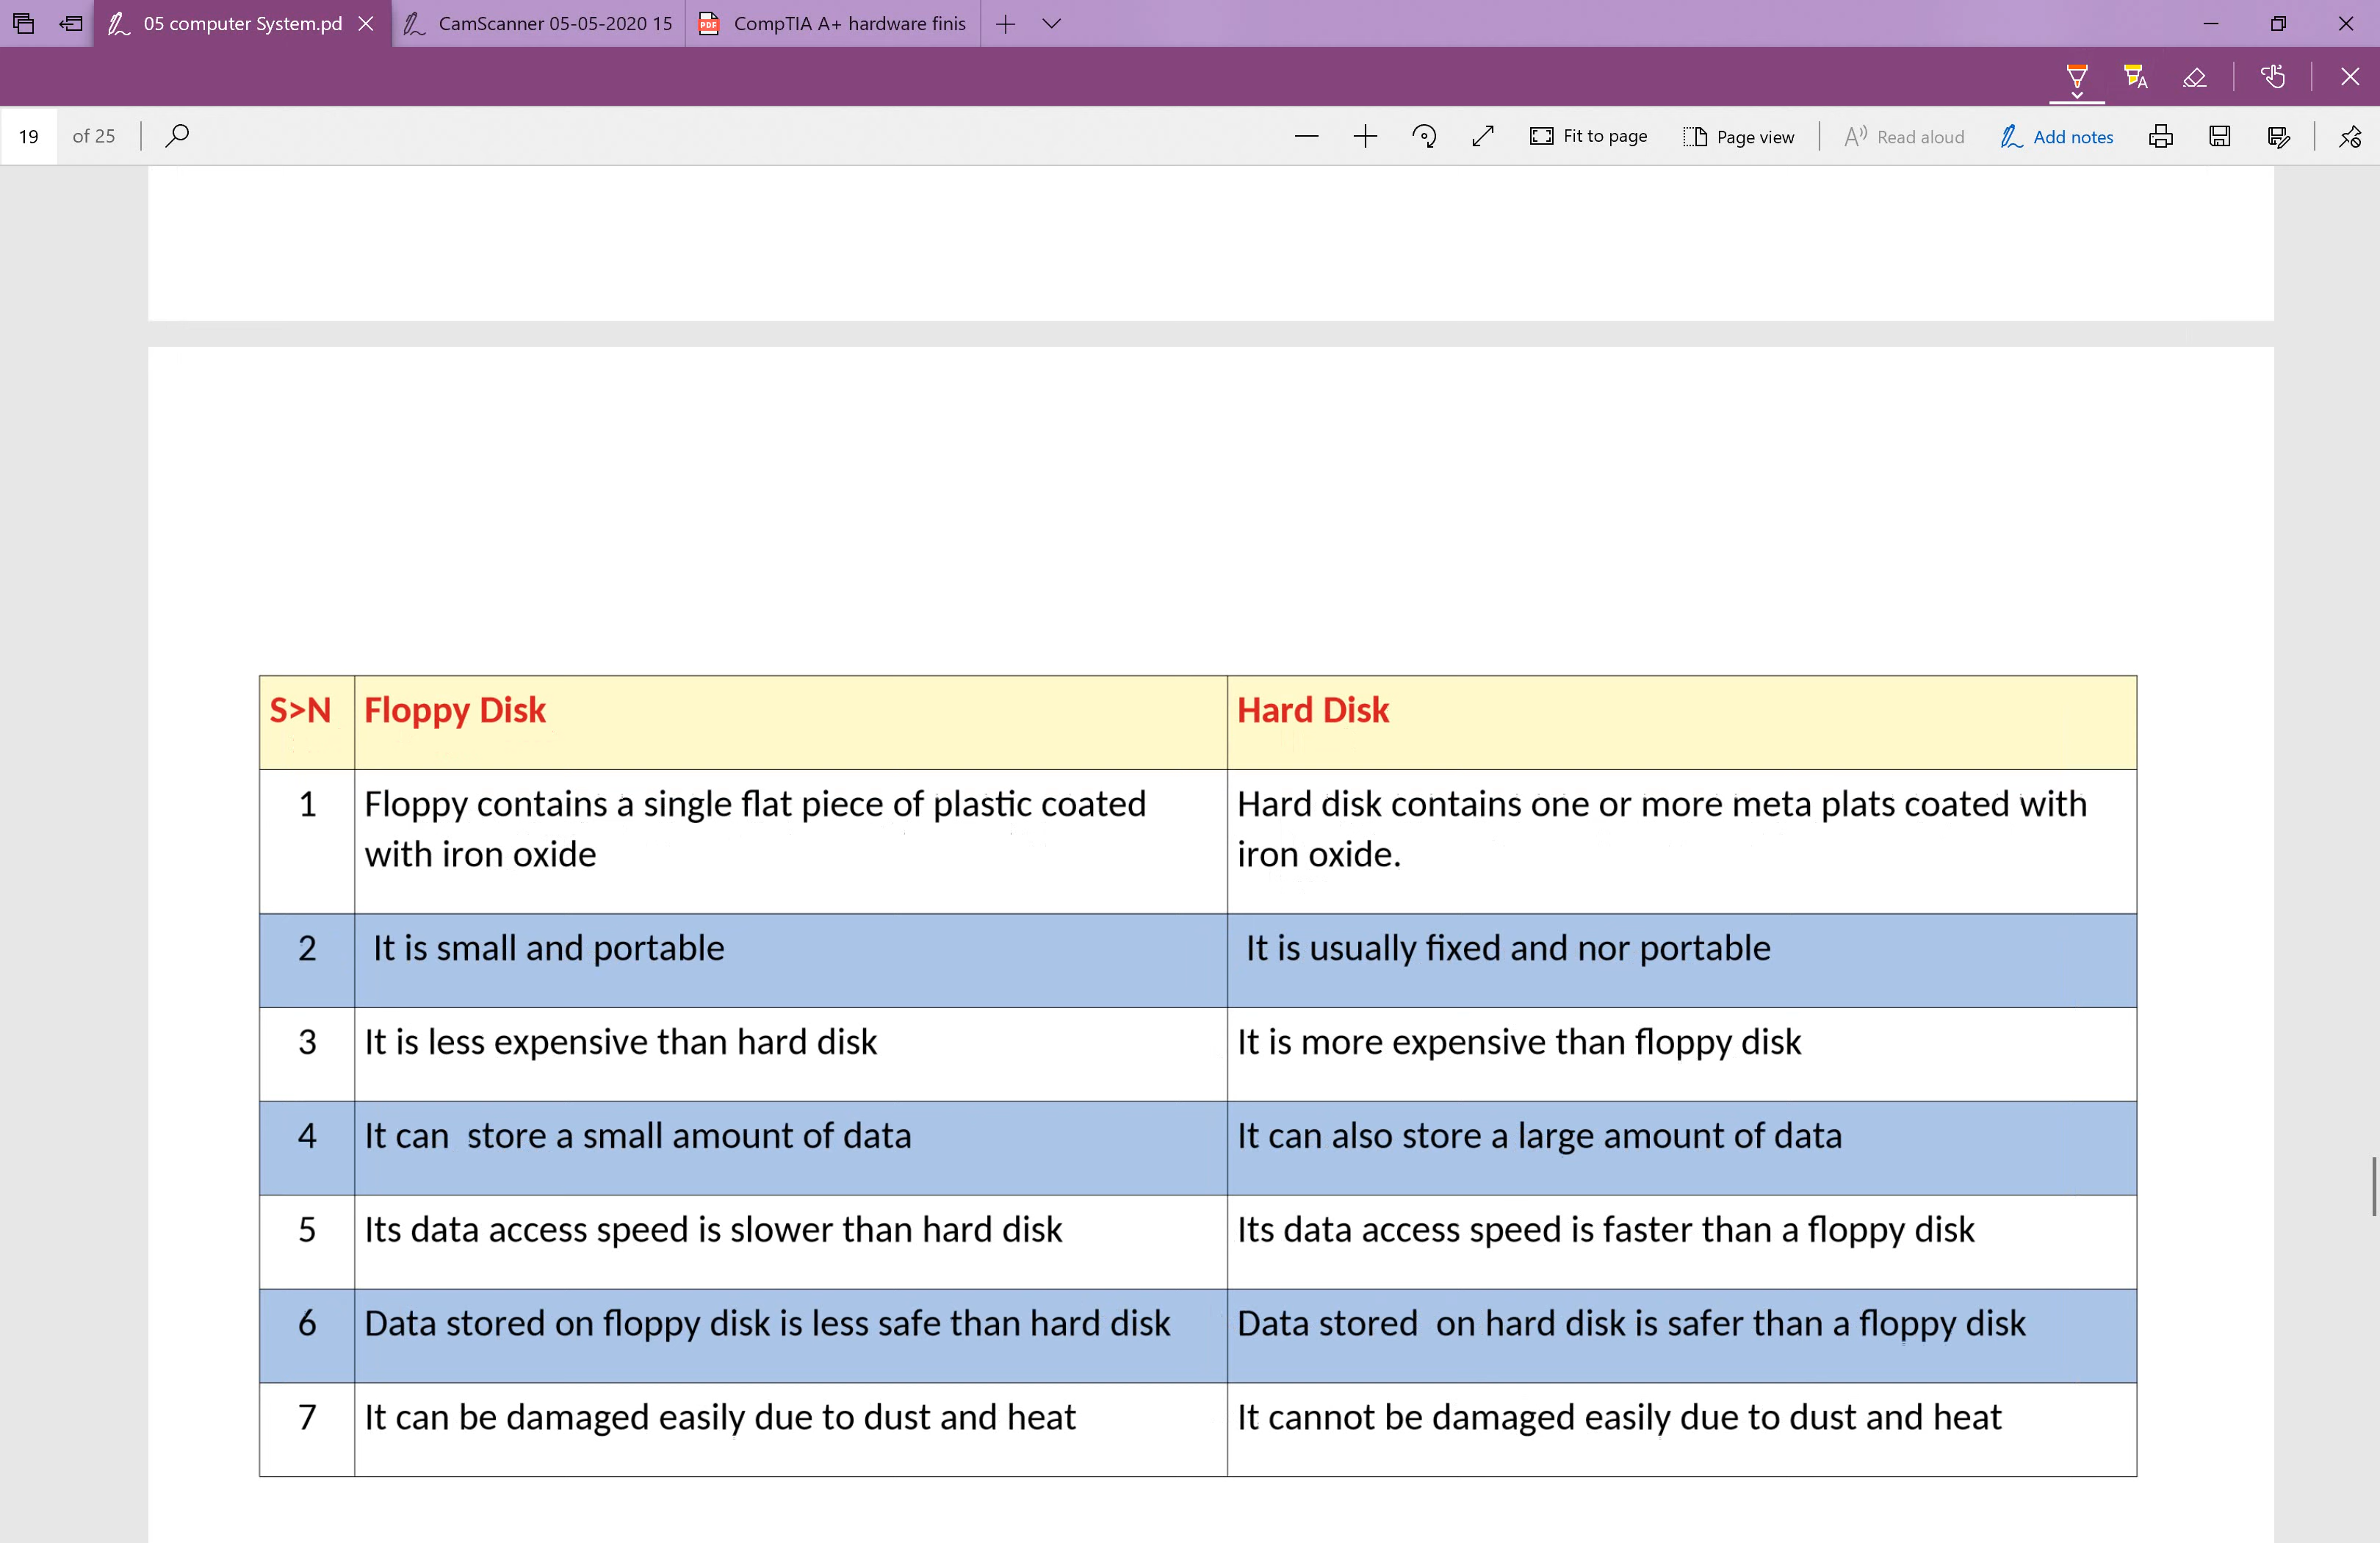 05 computer System.pd
CamScanner 05-05-2020 15
CompTIA A+ hardware finis
19 of 25
Fit to page
Page view
Read aloud
Add notes
S>N Floppy Disk Hard Disk
1 Floppy contains a single flat piece of plastic coated Hard disk contains one or more meta plats coated with
with iron oxide iron oxide.
2 It is small and portable It is usually fixed and nor portable
3 It is less expensive than hard disk It is more expensive than floppy disk
4 It can store a small amount of data It can also store a large amount of data
5 Its data access speed is slower than hard disk Its data access speed is faster than a floppy disk
6 Data stored on floppy disk is less safe than hard disk Data stored on hard disk is safer than a floppy disk
7 It can be damaged easily due to dust and heat It cannot be damaged easily due to dust and heat